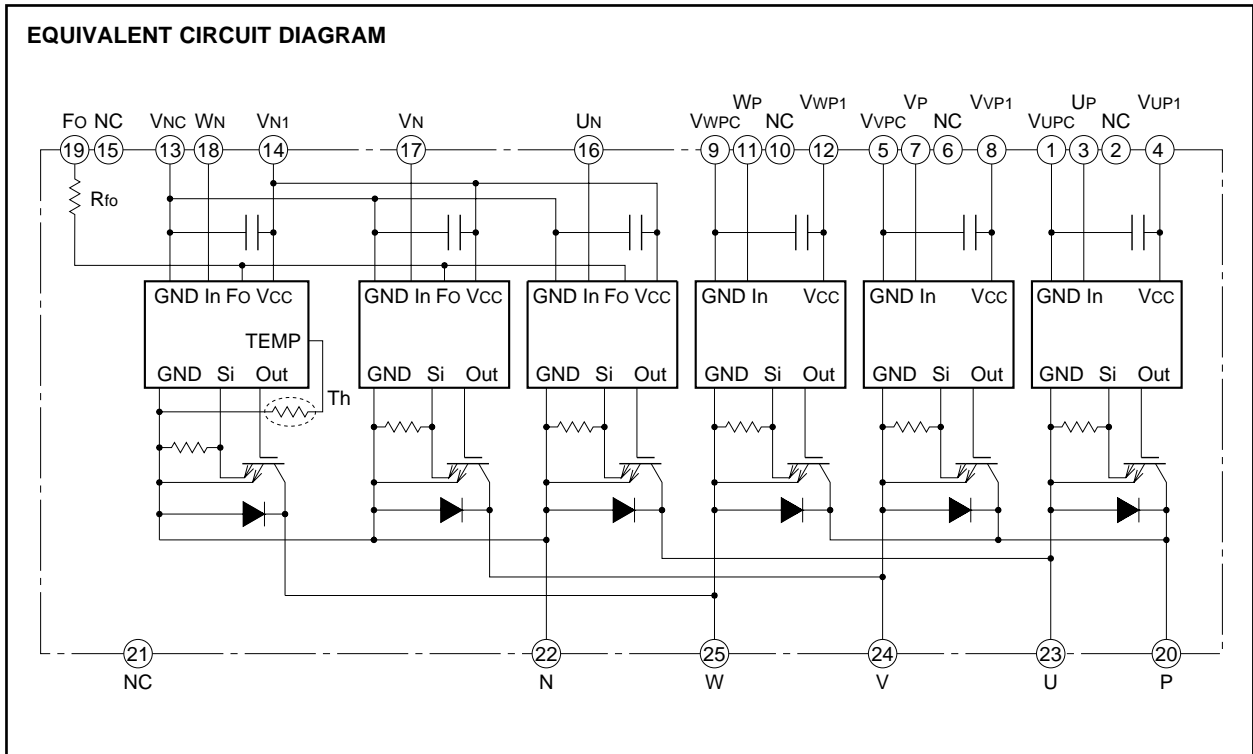 EQUIVALENT CIRCUIT DIAGRAM
WP VWP1 VP VVP1 UP VUP1
FO NC VNC WN VN1 VN UN VWPC NC VVPC NC VUPC NC
19 15 13 18 14 17 16 9 11 10 12 5 7 6 8 1 3 2 4
Rfo
GND In FO VCC GND In FO VCC GND In FO VCC GND In VCC GND In VCC GND In VCC
TEMP
GND Si Out GND Si Out GND Si Out GND Si Out GND Si Out GND Si Out
Th
21 22 25 24 23 20
NC N W V U P